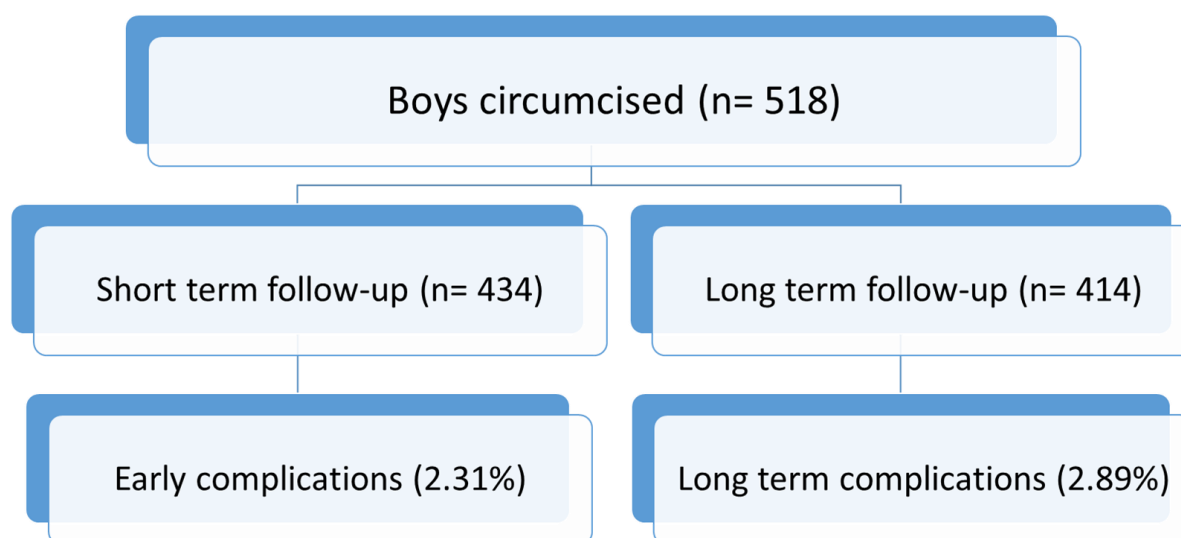 Boys circumcised (n= 518)
Short term follow-up (n= 434)
Long term follow-up (n= 414)
Early complications (2.31%)
Long term complications (2.89%)